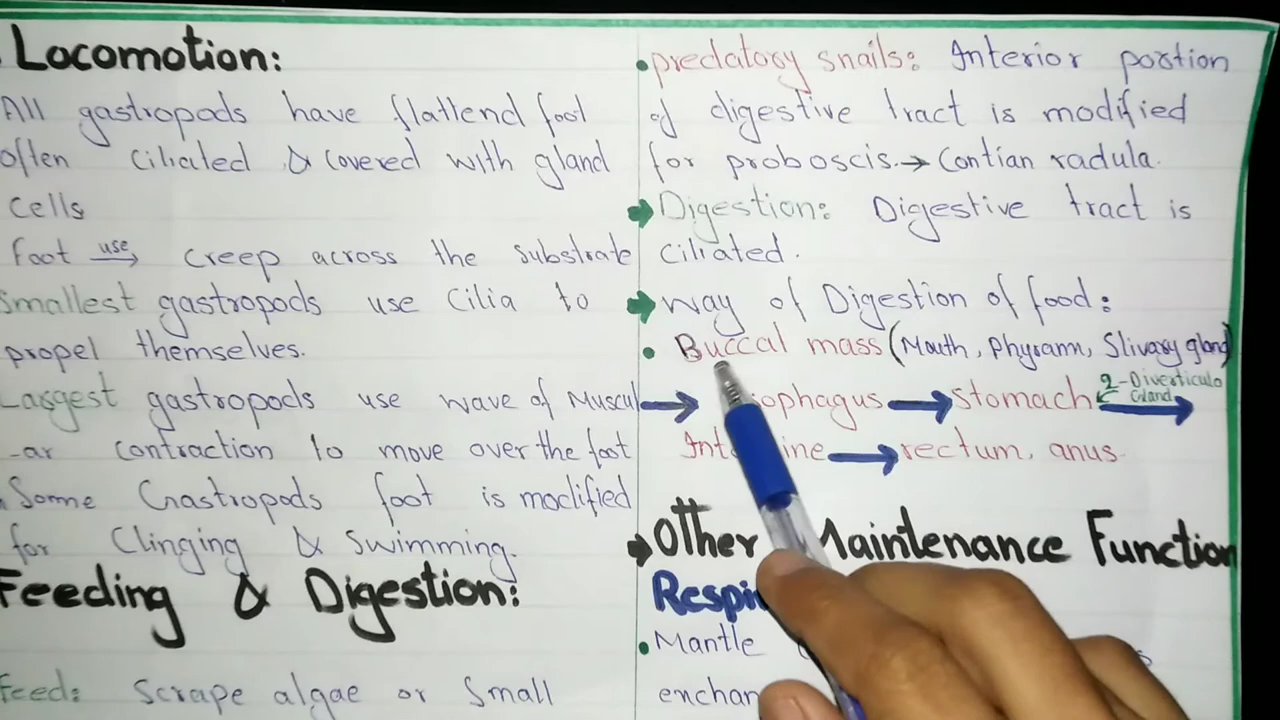 Locomotion:
All gastropods have flattend foot
often ciliated & covered with gland
cells
foot use→ creep across the substrate
Smallest gastropods use Cilia to
propel themselves.
Largest gastropods use wave of Muscul
-ar contraction to move over the foot
Some Gastropods foot is modified
for Clinging & Swimming.
Feeding & Digestion:
Feed: Scrape algae or Small
• predatory snails: Interior portion
of digestive tract is modified
for proboscis.→ Contian radula.
→ Digestion: Digestive tract is
ciliated.
→ way of Digestion of food:
• Buccal mass (Mouth, Phyrann, Slivary gland)
→ ophagus → stomach 2-Diverticulo Gland →
Int ine → rectum, anus.
→ Other Maintenance Function
Respi
• Mantle
enchan